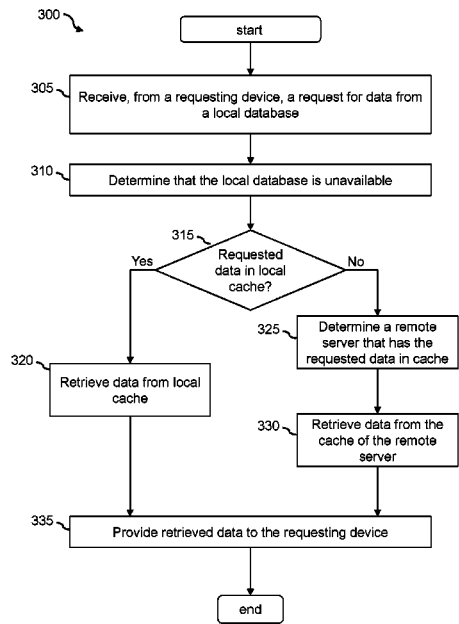 300
start
305
Receive, from a requesting device, a request for data from
a local database
310
Determine that the local database is unavailable
315
Requested
data in local
cache?
Yes
No
325
Determine a remote
server that has the
requested data in cache
320
Retrieve data from local
cache
330
Retrieve data from the
cache of the remote
server
335
Provide retrieved data to the requesting device
end